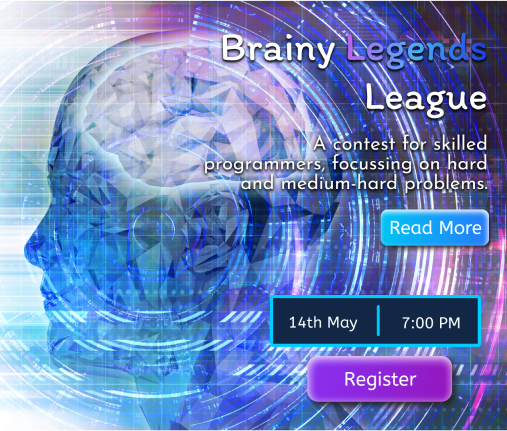 Brainy Legends
League
A contest for skilled
programmers, focussing on hard
and medium-hard problems.
Read More
14th May | 7:00 PM
Register